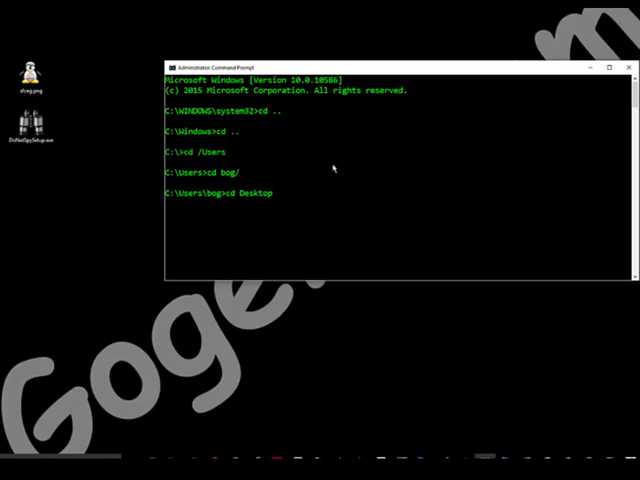 Administrator: Command Prompt
Microsoft Windows [Version 10.0.10586]
(c) 2015 Microsoft Corporation. All rights reserved.
C:\WINDOWS\system32>cd ..
C:\Windows>cd ..
C:\>cd /Users
C:\Users>cd bog/
C:\Users\bog>cd Desktop
DoNotSpySetup.exe
Goge